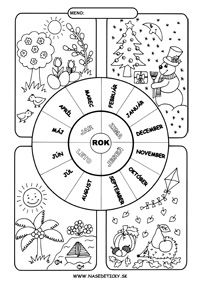 MENO:
JANUÁR
FEBRUÁR
MAREC
APRÍL
MÁJ
JÚN
JÚL
AUGUST
SEPTEMBER
OKTÓBER
NOVEMBER
DECEMBER
JAR
ZIMA
LETO
JESEŇ
ROK
WWW.NASEDETICKY.SK